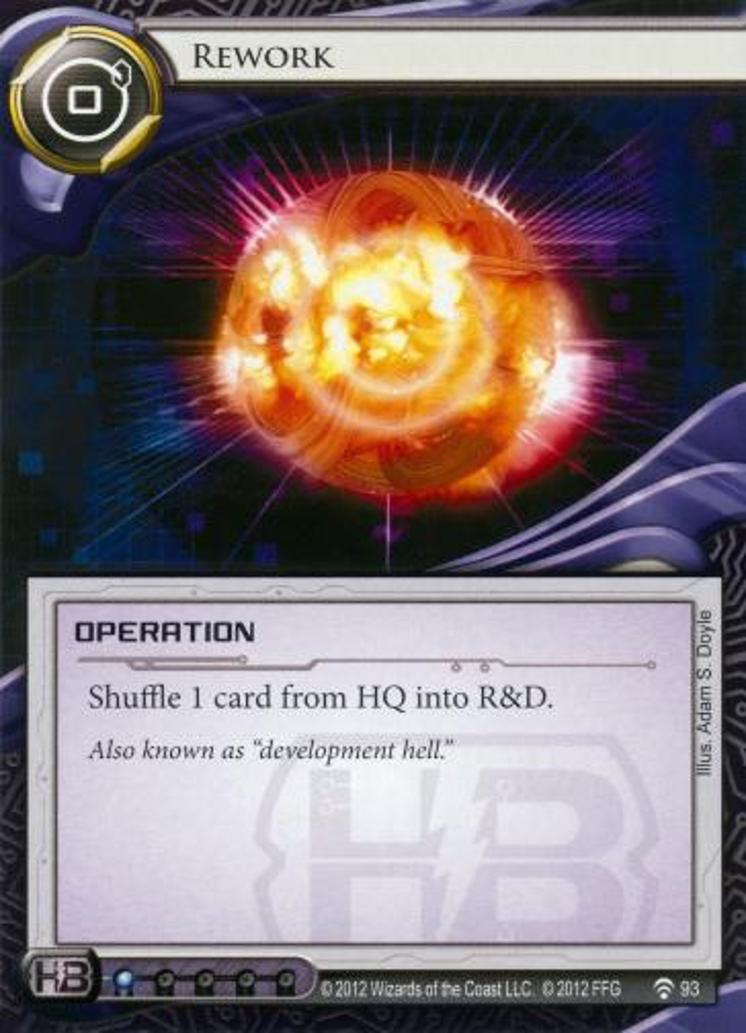 REWORK
OPERATION
Shuffle 1 card from HQ into R&D.
Also known as “development hell.”
Illus. Adam S. Doyle
HB
HB
© 2012 Wizards of the Coast LLC. © 2012 FFG
93